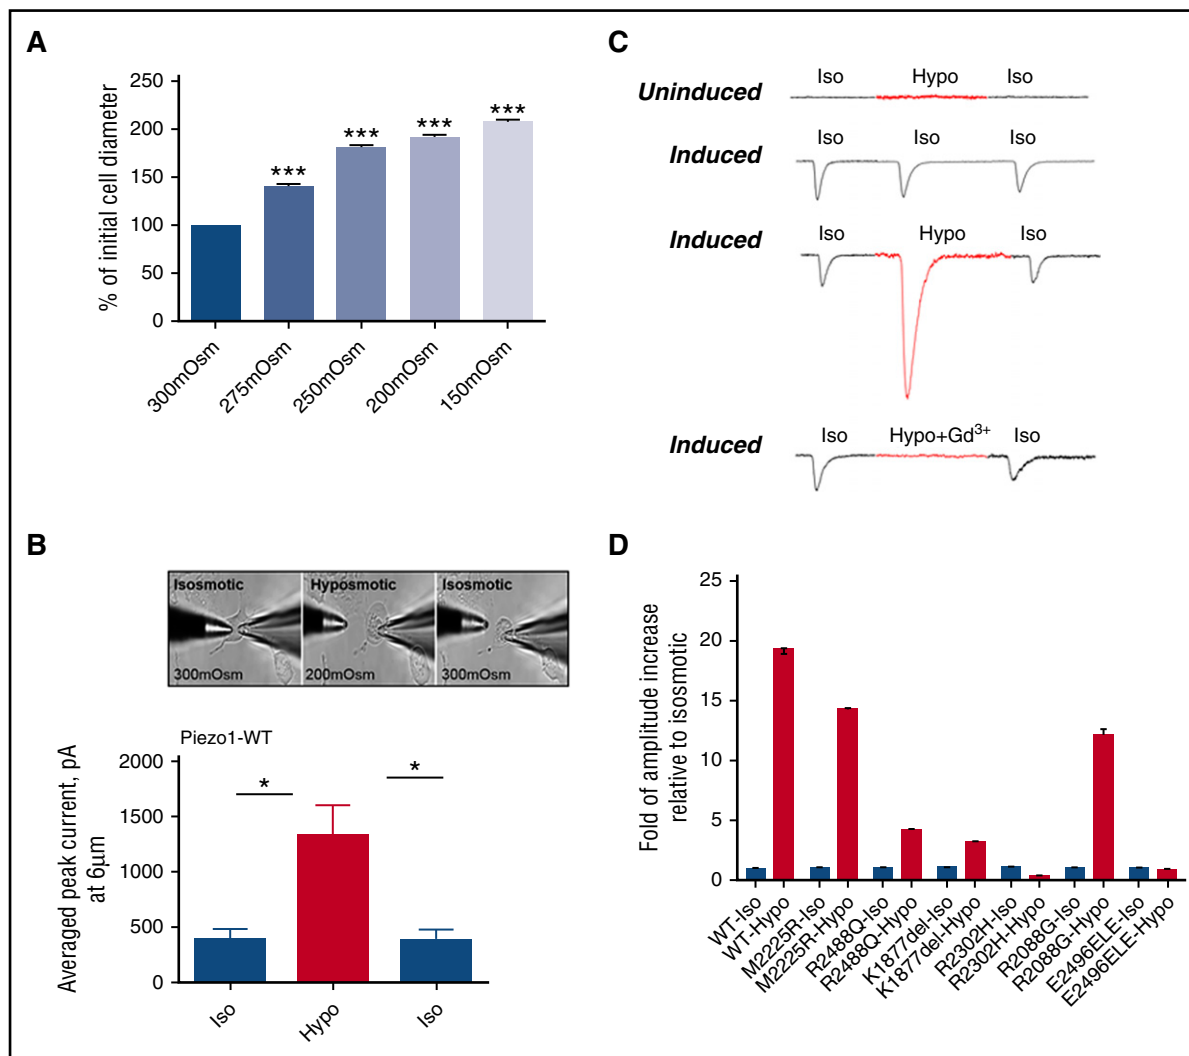 A
% of initial cell diameter
250
200
150
100
50
0
***
***
***
***
300mOsm
275mOsm
250mOsm
200mOsm
150mOsm
B
Isosmotic
Hyposmotic
Isosmotic
300mOsm
200mOsm
300mOsm
Piezo1-WT
Averaged peak current, pA
at 6µm
2000
1500
1000
500
0
*
*
Iso
Hypo
Iso
C
Uninduced
Iso
Hypo
Iso
Induced
Iso
Iso
Iso
Induced
Iso
Hypo
Iso
Induced
Iso
Hypo+Gd³⁺
Iso
D
Fold of amplitude increase
relative to isosmotic
25
20
15
10
5
0
WT-Iso
WT-Hypo
M2225R-Iso
M2225R-Hypo
R2488Q-Iso
R2488Q-Hypo
K1877del-Iso
K1877del-Hypo
R2302H-Iso
R2302H-Hypo
R2088G-Iso
R2088G-Hypo
E2496ELE-Iso
E2496ELE-Hypo